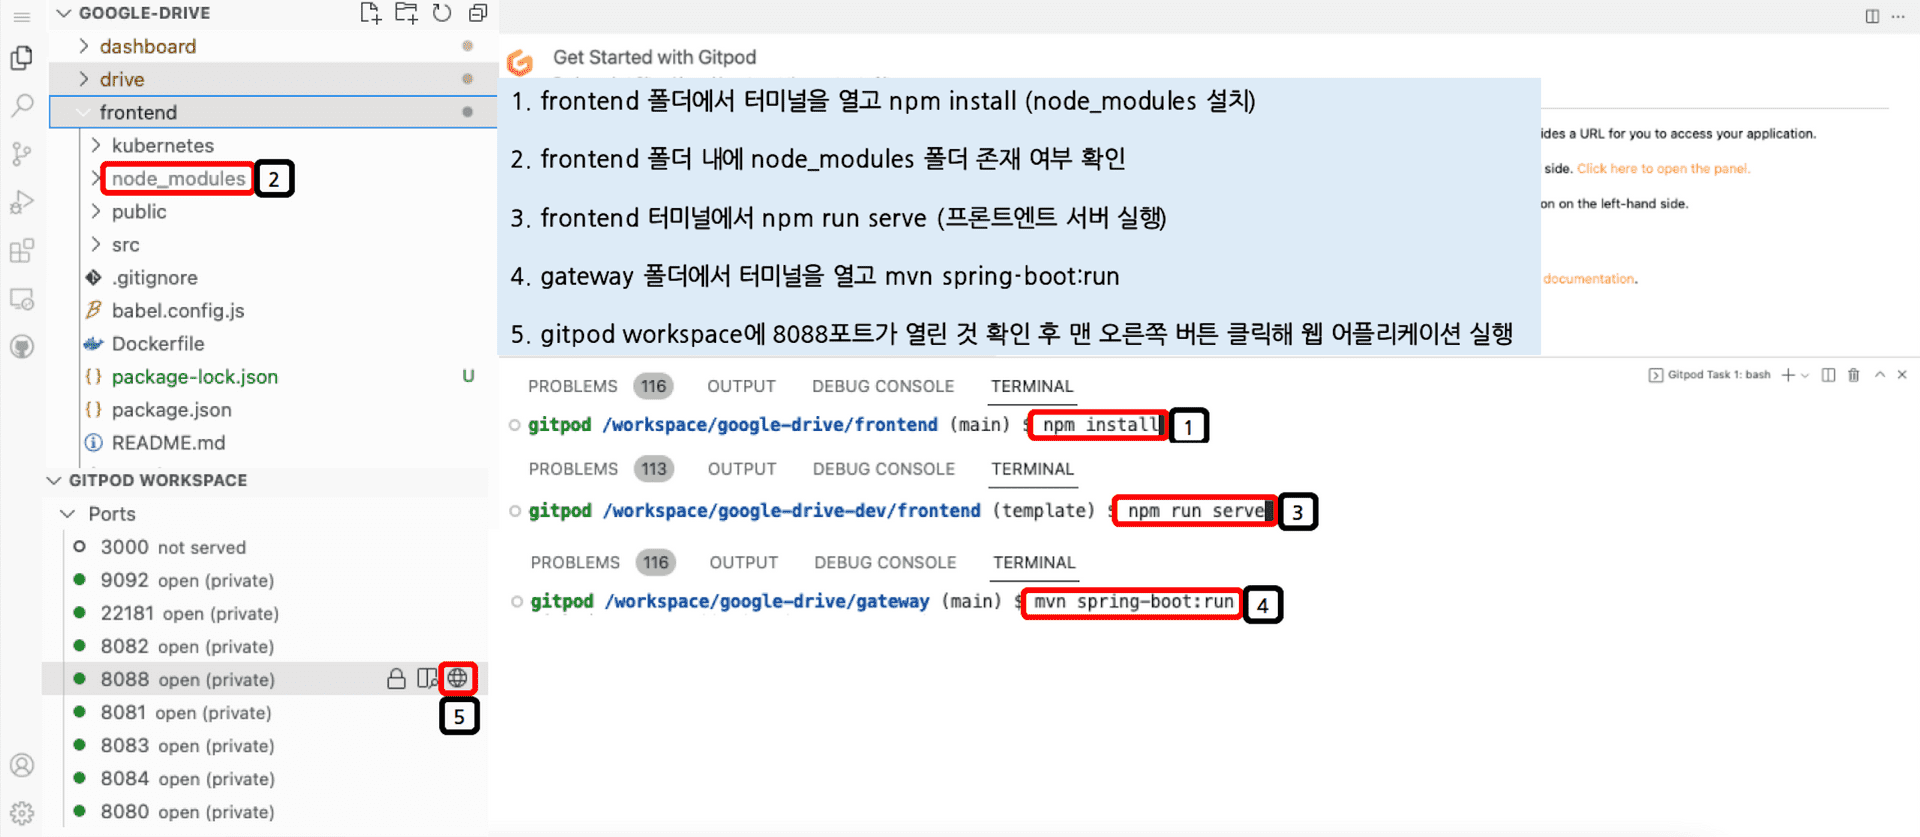 GOOGLE-DRIVE
dashboard
drive
frontend
kubernetes
node_modules 2
public
src
.gitignore
babel.config.js
Dockerfile
package-lock.json U
package.json
README.md
GITPOD WORKSPACE
Ports
3000 not served
9092 open (private)
22181 open (private)
8082 open (private)
8088 open (private)
5
8081 open (private)
8083 open (private)
8084 open (private)
8080 open (private)
Get Started with Gitpod
1. frontend 폴더에서 터미널을 열고 npm install (node_modules 설치)
2. frontend 폴더 내에 node_modules 폴더 존재 여부 확인
3. frontend 터미널에서 npm run serve (프론트엔트 서버 실행)
4. gateway 폴더에서 터미널을 열고 mvn spring-boot:run
5. gitpod workspace에 8088포트가 열린 것 확인 후 맨 오른쪽 버튼 클릭해 웹 어플리케이션 실행
ides a URL for you to access your application.
side. Click here to open the panel.
on on the left-hand side.
documentation.
PROBLEMS 116 OUTPUT DEBUG CONSOLE TERMINAL
Gitpod Task 1: bash
gitpod /workspace/google-drive/frontend (main) $ npm install 1
PROBLEMS 113 OUTPUT DEBUG CONSOLE TERMINAL
gitpod /workspace/google-drive-dev/frontend (template) $ npm run serve 3
PROBLEMS 116 OUTPUT DEBUG CONSOLE TERMINAL
gitpod /workspace/google-drive/gateway (main) $ mvn spring-boot:run 4